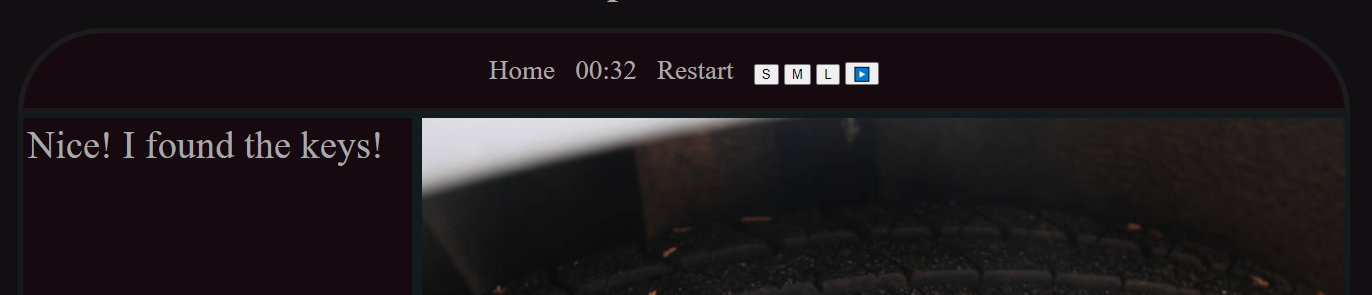 Home 00:32 Restart S M L ▶
Nice! I found the keys!